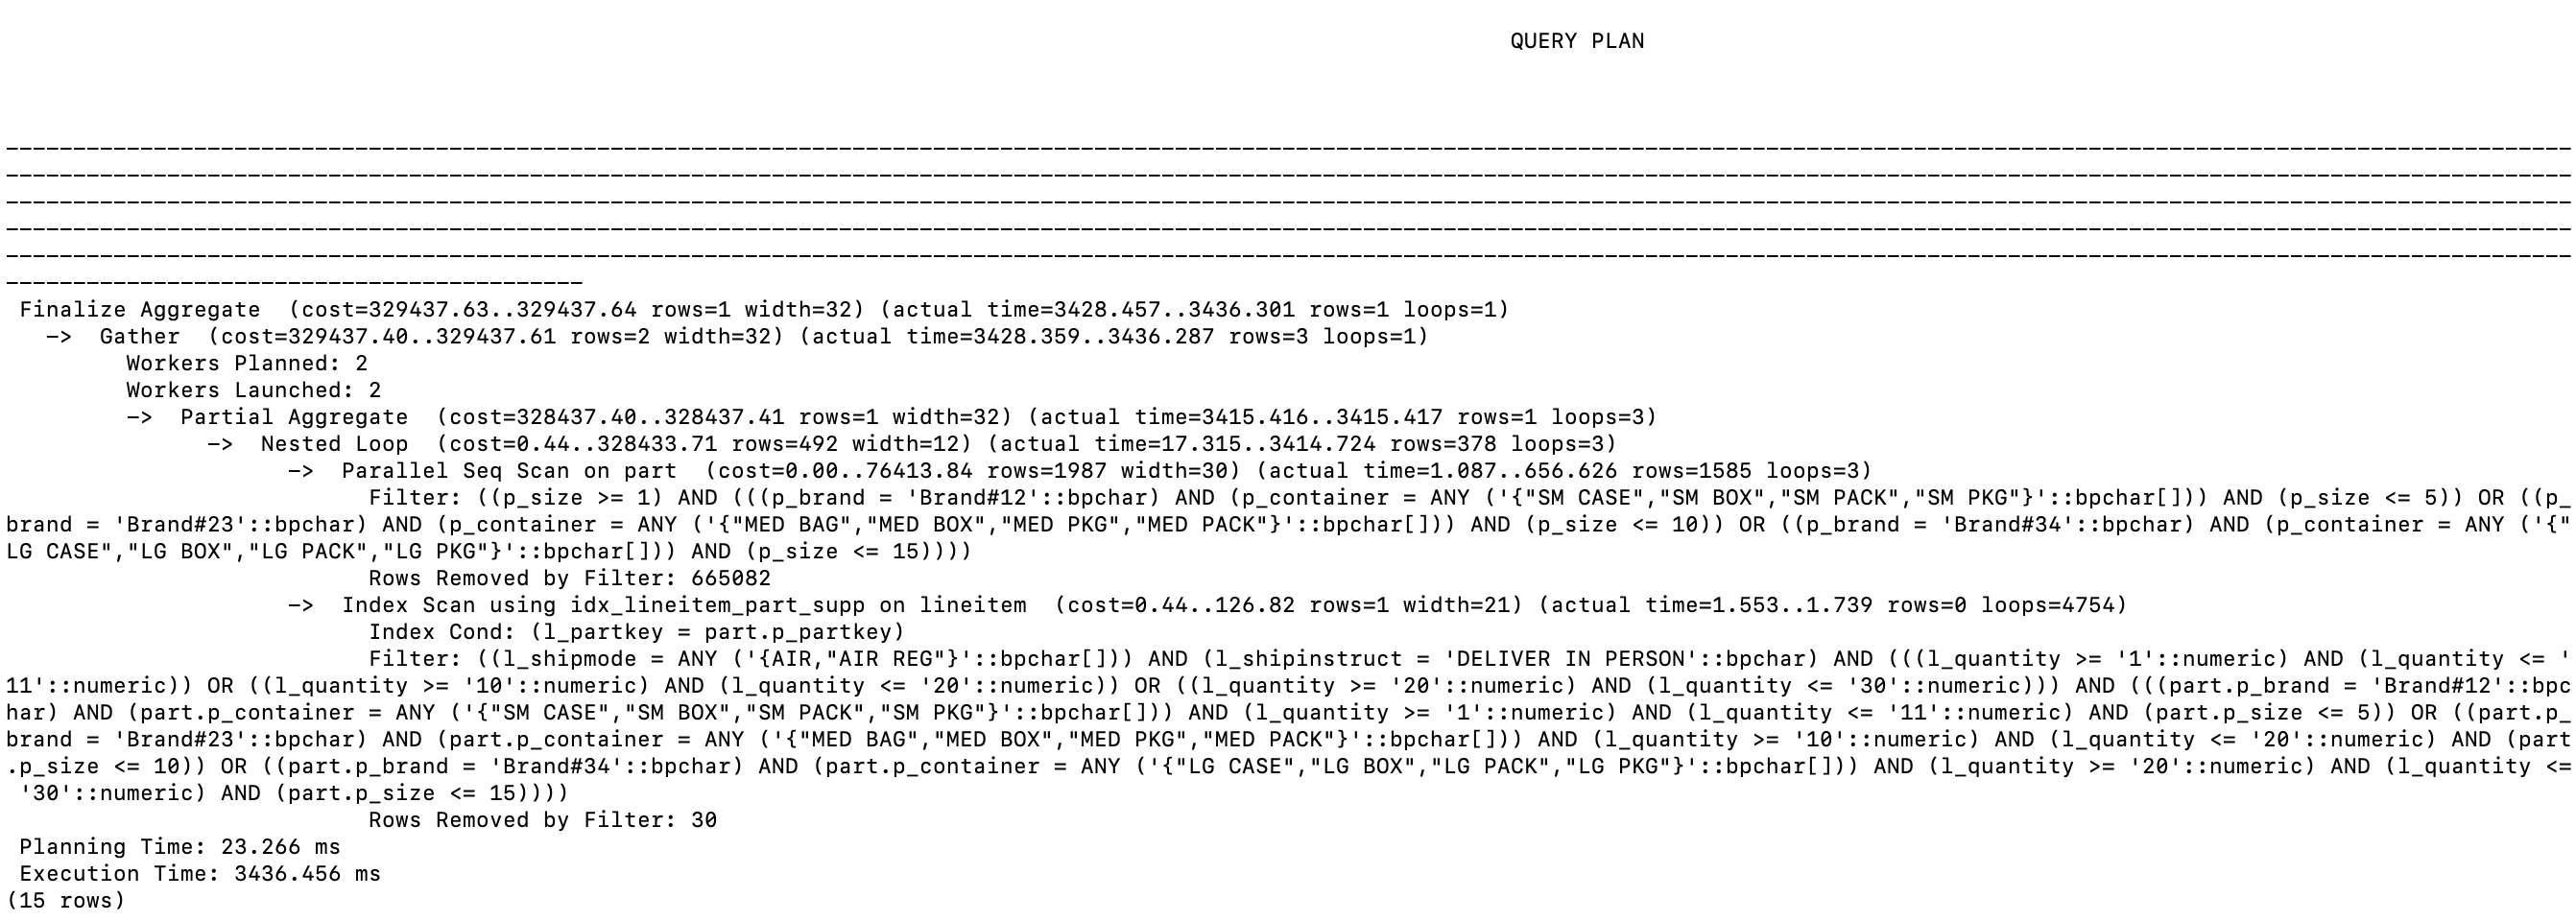 QUERY PLAN
-----------------------------------------------------------------------------------------------------------------------------------------------------------------------------------------------
-----------------------------------------------------------------------------------------------------------------------------------------------------------------------------------------------
-----------------------------------------------------------------------------------------------------------------------------------------------------------------------------------------------
-----------------------------------------------------------------------------------------------------------------------------------------------------------------------------------------------
-----------------------------------------------------------------------------------------------------------------------------------------------------------------------------------------------
-------------------------------------------
 Finalize Aggregate  (cost=329437.63..329437.64 rows=1 width=32) (actual time=3428.457..3436.301 rows=1 loops=1)
   ->  Gather  (cost=329437.40..329437.61 rows=2 width=32) (actual time=3428.359..3436.287 rows=3 loops=1)
         Workers Planned: 2
         Workers Launched: 2
         ->  Partial Aggregate  (cost=328437.40..328437.41 rows=1 width=32) (actual time=3415.416..3415.417 rows=1 loops=3)
               ->  Nested Loop  (cost=0.44..328433.71 rows=492 width=12) (actual time=17.315..3414.724 rows=378 loops=3)
                     ->  Parallel Seq Scan on part  (cost=0.00..76413.84 rows=1987 width=30) (actual time=1.087..656.626 rows=1585 loops=3)
                           Filter: ((p_size >= 1) AND (((p_brand = 'Brand#12'::bpchar) AND (p_container = ANY ('{"SM CASE","SM BOX","SM PACK","SM PKG"}'::bpchar[])) AND (p_size <= 5)) OR ((p_
brand = 'Brand#23'::bpchar) AND (p_container = ANY ('{"MED BAG","MED BOX","MED PKG","MED PACK"}'::bpchar[])) AND (p_size <= 10)) OR ((p_brand = 'Brand#34'::bpchar) AND (p_container = ANY ('{"
LG CASE","LG BOX","LG PACK","LG PKG"}'::bpchar[])) AND (p_size <= 15))))
                           Rows Removed by Filter: 665082
                     ->  Index Scan using idx_lineitem_part_supp on lineitem  (cost=0.44..126.82 rows=1 width=21) (actual time=1.553..1.739 rows=0 loops=4754)
                           Index Cond: (l_partkey = part.p_partkey)
                           Filter: ((l_shipmode = ANY ('{AIR,"AIR REG"}'::bpchar[])) AND (l_shipinstruct = 'DELIVER IN PERSON'::bpchar) AND (((l_quantity >= '1'::numeric) AND (l_quantity <= '
11'::numeric)) OR ((l_quantity >= '10'::numeric) AND (l_quantity <= '20'::numeric)) OR ((l_quantity >= '20'::numeric) AND (l_quantity <= '30'::numeric))) AND (((part.p_brand = 'Brand#12'::bpc
har) AND (part.p_container = ANY ('{"SM CASE","SM BOX","SM PACK","SM PKG"}'::bpchar[])) AND (l_quantity >= '1'::numeric) AND (l_quantity <= '11'::numeric) AND (part.p_size <= 5)) OR ((part.p_
brand = 'Brand#23'::bpchar) AND (part.p_container = ANY ('{"MED BAG","MED BOX","MED PKG","MED PACK"}'::bpchar[])) AND (l_quantity >= '10'::numeric) AND (l_quantity <= '20'::numeric) AND (part
.p_size <= 10)) OR ((part.p_brand = 'Brand#34'::bpchar) AND (part.p_container = ANY ('{"LG CASE","LG BOX","LG PACK","LG PKG"}'::bpchar[])) AND (l_quantity >= '20'::numeric) AND (l_quantity <=
 '30'::numeric) AND (part.p_size <= 15))))
                           Rows Removed by Filter: 30
 Planning Time: 23.266 ms
 Execution Time: 3436.456 ms
(15 rows)